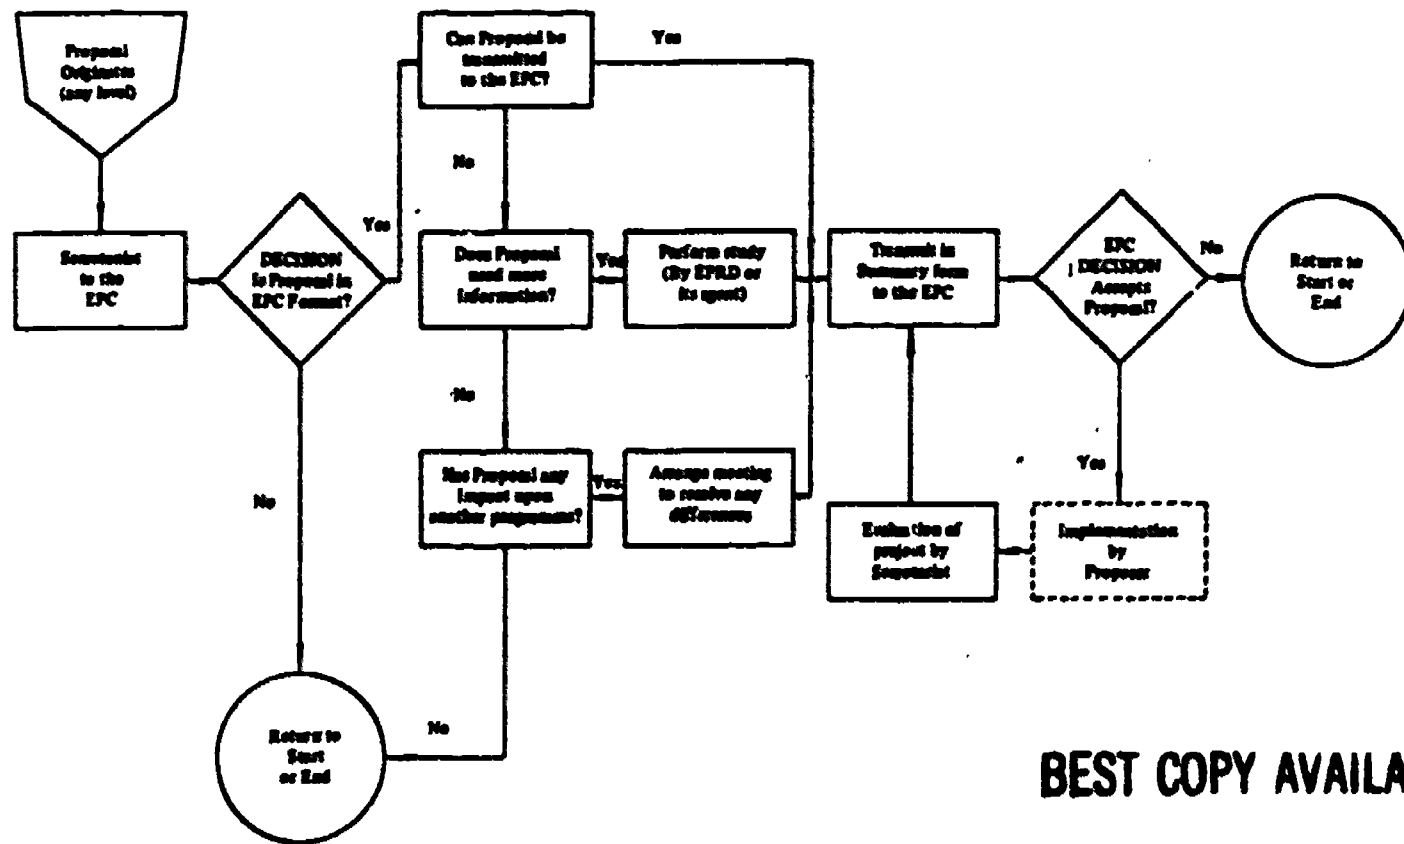 Proposal
Originates
(any level)
Secretariat
to the
EPC
DECISION
Is Proposal in
EPC Format?
Yes
No
Return to
Start
or End
Can Proposal be
transmitted
to the EPC?
Yes
No
Does Proposal
need more
Information?
Yes
Perform study
(By EPRD or
its agent)
No
Has Proposal any
Impact upon
another programme?
Yes
Arrange meeting
to resolve any
differences
No
Transmit in
Summary form
to the EPC
EPC
DECISION
Accepts
Proposal?
No
Return to
Start or
End
Yes
Implementation
by
Proposer
Evaluation of
project by
Secretariat
BEST COPY AVAILA